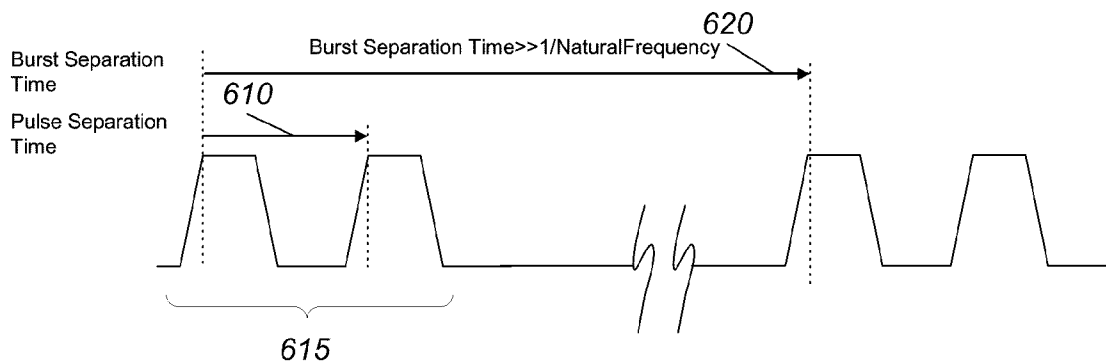 620
Burst Separation Time>>1/NaturalFrequency
Burst Separation
Time
610
Pulse Separation
Time
615